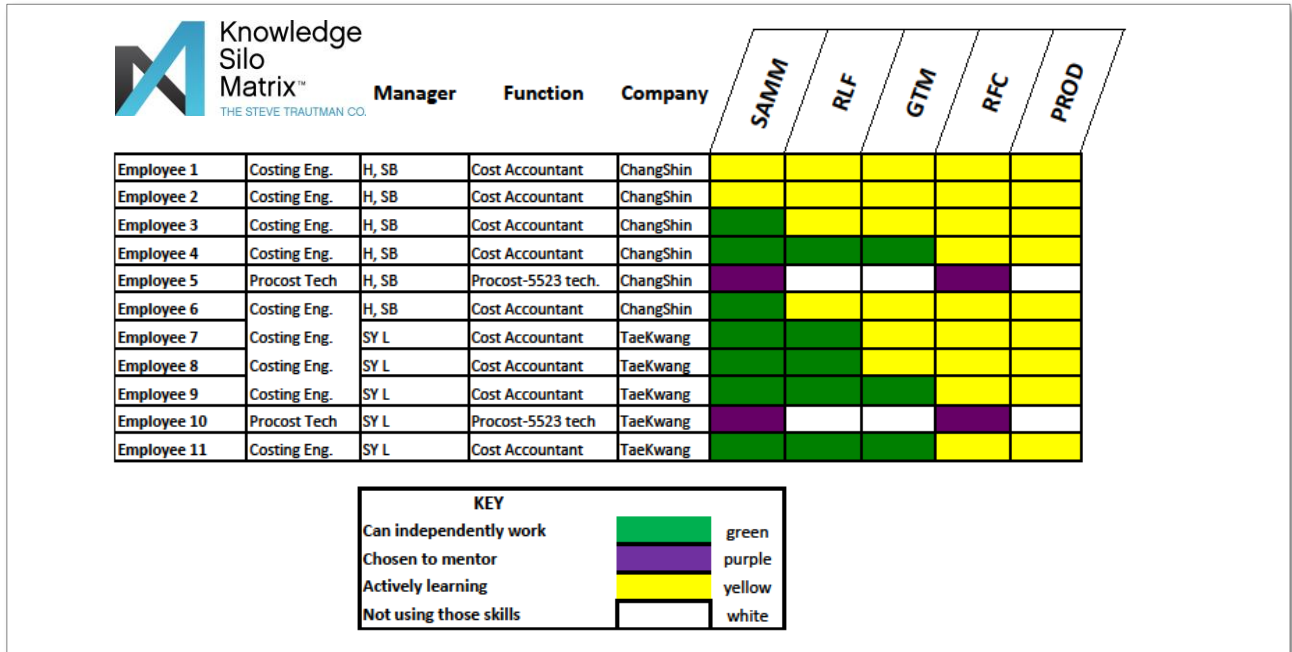 Knowledge
Silo
Matrix™
THE STEVE TRAUTMAN CO.
Manager Function Company SAMM RLF GTM RFC PROD
Employee 1 Costing Eng. H, SB Cost Accountant ChangShin
Employee 2 Costing Eng. H, SB Cost Accountant ChangShin
Employee 3 Costing Eng. H, SB Cost Accountant ChangShin
Employee 4 Costing Eng. H, SB Cost Accountant ChangShin
Employee 5 Procost Tech H, SB Procost-5523 tech. ChangShin
Employee 6 Costing Eng. H, SB Cost Accountant ChangShin
Employee 7 Costing Eng. SY L Cost Accountant TaeKwang
Employee 8 Costing Eng. SY L Cost Accountant TaeKwang
Employee 9 Costing Eng. SY L Cost Accountant TaeKwang
Employee 10 Procost Tech SY L Procost-5523 tech TaeKwang
Employee 11 Costing Eng. SY L Cost Accountant TaeKwang
KEY
Can independently work green
Chosen to mentor purple
Actively learning yellow
Not using those skills white